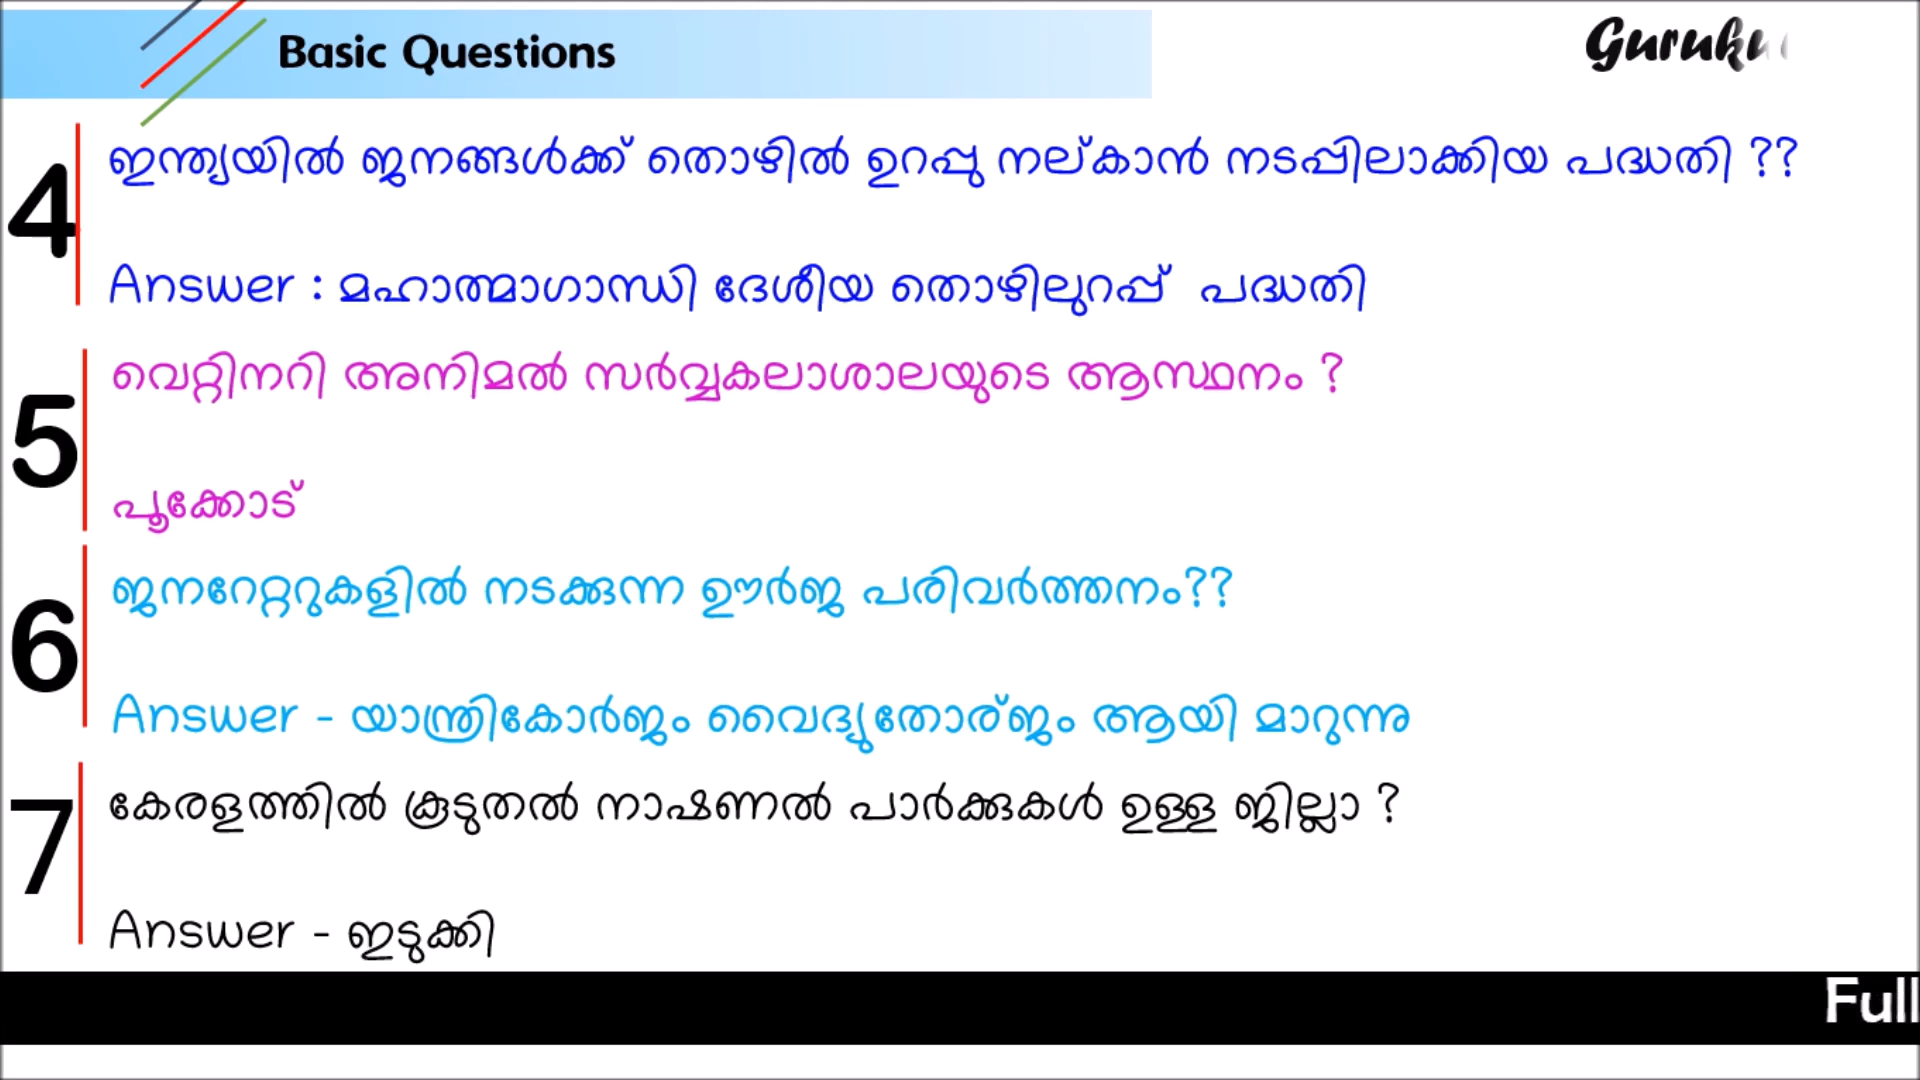 Basic Questions
Guruku
4
ഇന്ത്യയിൽ ജനങ്ങൾക്ക് തൊഴിൽ ഉറപ്പു നല്കാൻ നടപ്പിലാക്കിയ പദ്ധതി ??
Answer : മഹാത്മാഗാന്ധി ദേശീയ തൊഴിലുറപ്പ് പദ്ധതി
5
വെറ്റിനറി അനിമൽ സർവ്വകലാശാലയുടെ ആസ്ഥനം ?
പൂക്കോട്
6
ജനറേറ്ററുകളിൽ നടക്കുന്ന ഊർജ പരിവർത്തനം??
Answer - യാന്ത്രികോർജം വൈദ്യുതോര്ജം ആയി മാറുന്നു
7
കേരളത്തിൽ കൂടുതൽ നാഷണൽ പാർക്കുകൾ ഉള്ള ജില്ലാ ?
Answer - ഇടുക്കി
Full